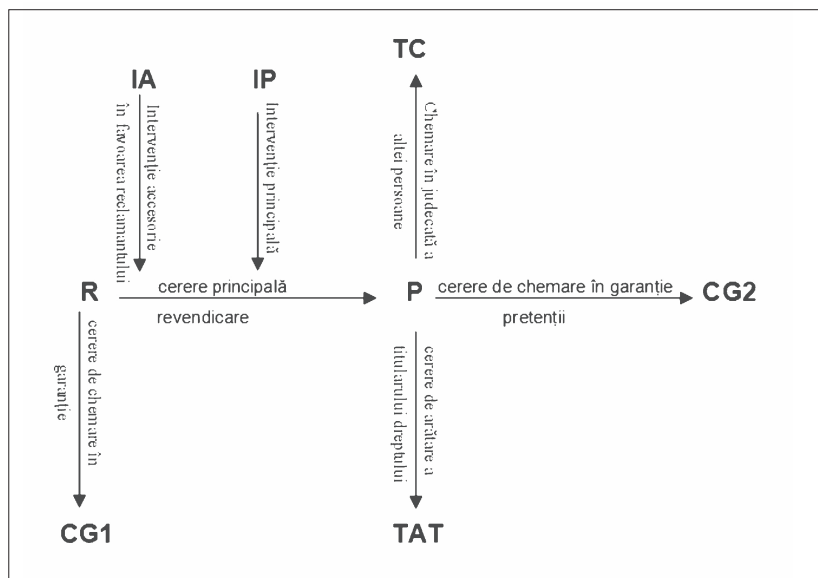 TC
IA
IP
Intervenție accesorie
în favoarea reclamantului
Intervenție principală
Chemare în judecată a
altei persoane
R
cerere principală
revendicare
P
cerere de chemare în garanție
pretenții
CG2
cerere de chemare în
garanție
cerere de arătare a
titularului dreptului
CG1
TAT